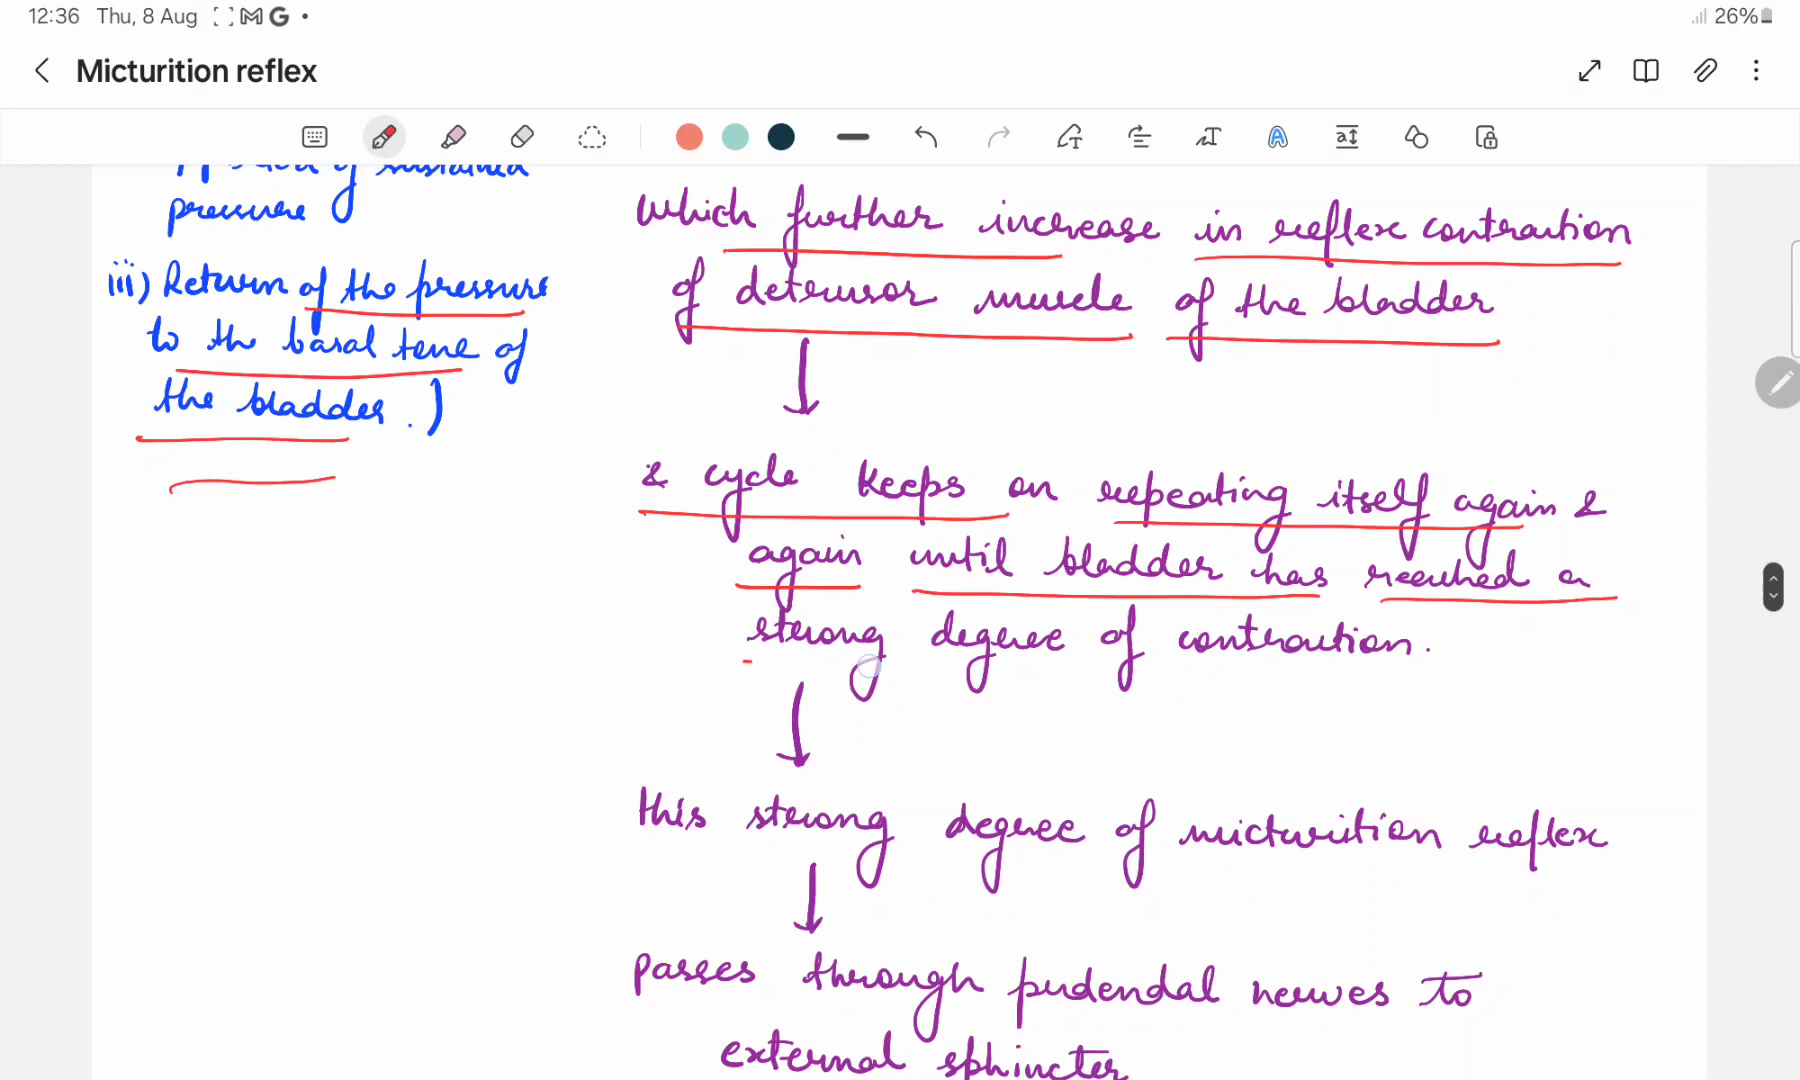 12:36 Thu, 8 Aug
26%
Micturition reflex
of sustained
pressure
iii) Return of the pressure
to the basal tone of
the bladder.)
Which further increase in reflex contraction
of detrusor muscle of the bladder
& cycle keeps on repeating itself again &
again until bladder has reached a
strong degree of contraction.
this strong degree of micturition reflex
passes through pudendal nerves to
external sphincter